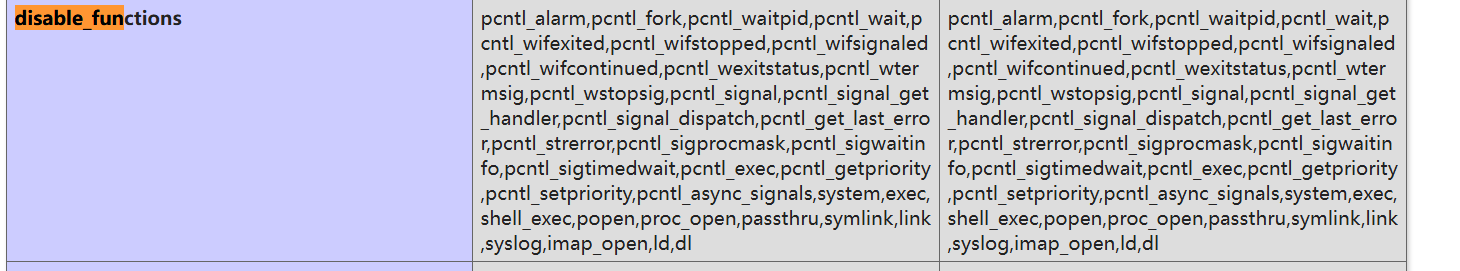 disable_functions
pcntl_alarm,pcntl_fork,pcntl_waitpid,pcntl_wait,p
cntl_wifexited,pcntl_wifstopped,pcntl_wifsignaled
,pcntl_wifcontinued,pcntl_wexitstatus,pcntl_wter
msig,pcntl_wstopsig,pcntl_signal,pcntl_signal_get
_handler,pcntl_signal_dispatch,pcntl_get_last_erro
r,pcntl_strerror,pcntl_sigprocmask,pcntl_sigwaitin
fo,pcntl_sigtimedwait,pcntl_exec,pcntl_getpriority
,pcntl_setpriority,pcntl_async_signals,system,exec,
shell_exec,popen,proc_open,passthru,symlink,link
,syslog,imap_open,ld,dl
pcntl_alarm,pcntl_fork,pcntl_waitpid,pcntl_wait,p
cntl_wifexited,pcntl_wifstopped,pcntl_wifsignaled
,pcntl_wifcontinued,pcntl_wexitstatus,pcntl_wter
msig,pcntl_wstopsig,pcntl_signal,pcntl_signal_get
_handler,pcntl_signal_dispatch,pcntl_get_last_erro
r,pcntl_strerror,pcntl_sigprocmask,pcntl_sigwaitin
fo,pcntl_sigtimedwait,pcntl_exec,pcntl_getpriority
,pcntl_setpriority,pcntl_async_signals,system,exec,
shell_exec,popen,proc_open,passthru,symlink,link
,syslog,imap_open,ld,dl